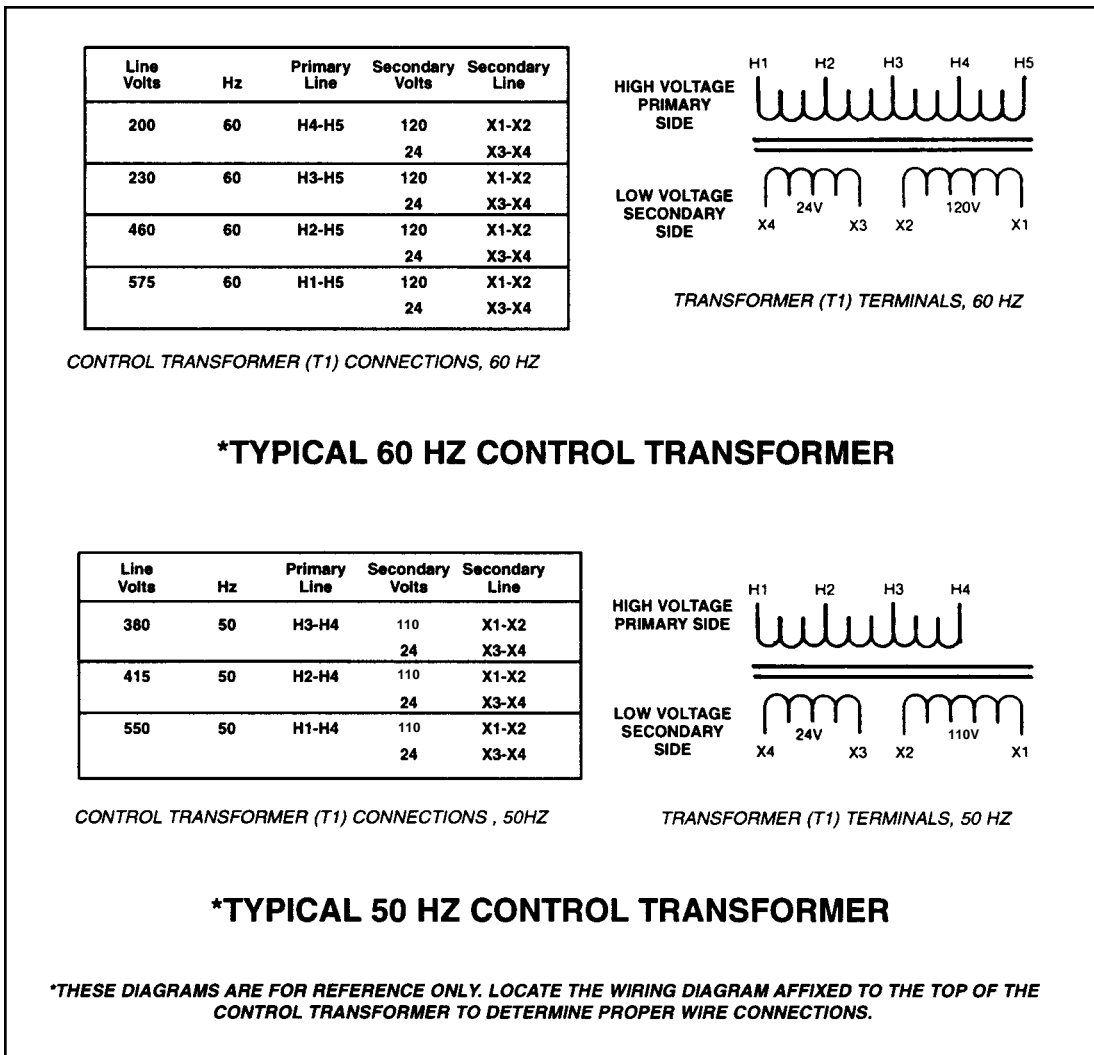 Line Volts Hz Primary Line Secondary Volts Secondary Line
200 60 H4-H5 120 X1-X2
24 X3-X4
230 60 H3-H5 120 X1-X2
24 X3-X4
460 60 H2-H5 120 X1-X2
24 X3-X4
575 60 H1-H5 120 X1-X2
24 X3-X4
CONTROL TRANSFORMER (T1) CONNECTIONS, 60 HZ
H1 H2 H3 H4 H5
HIGH VOLTAGE
PRIMARY
SIDE
LOW VOLTAGE
SECONDARY
SIDE
24V 120V
X4 X3 X2 X1
TRANSFORMER (T1) TERMINALS, 60 HZ
*TYPICAL 60 HZ CONTROL TRANSFORMER
Line Volts Hz Primary Line Secondary Volts Secondary Line
380 50 H3-H4 110 X1-X2
24 X3-X4
415 50 H2-H4 110 X1-X2
24 X3-X4
550 50 H1-H4 110 X1-X2
24 X3-X4
CONTROL TRANSFORMER (T1) CONNECTIONS , 50HZ
H1 H2 H3 H4
HIGH VOLTAGE
PRIMARY SIDE
LOW VOLTAGE
SECONDARY
SIDE
24V 110V
X4 X3 X2 X1
TRANSFORMER (T1) TERMINALS, 50 HZ
*TYPICAL 50 HZ CONTROL TRANSFORMER
*THESE DIAGRAMS ARE FOR REFERENCE ONLY. LOCATE THE WIRING DIAGRAM AFFIXED TO THE TOP OF THE
CONTROL TRANSFORMER TO DETERMINE PROPER WIRE CONNECTIONS.